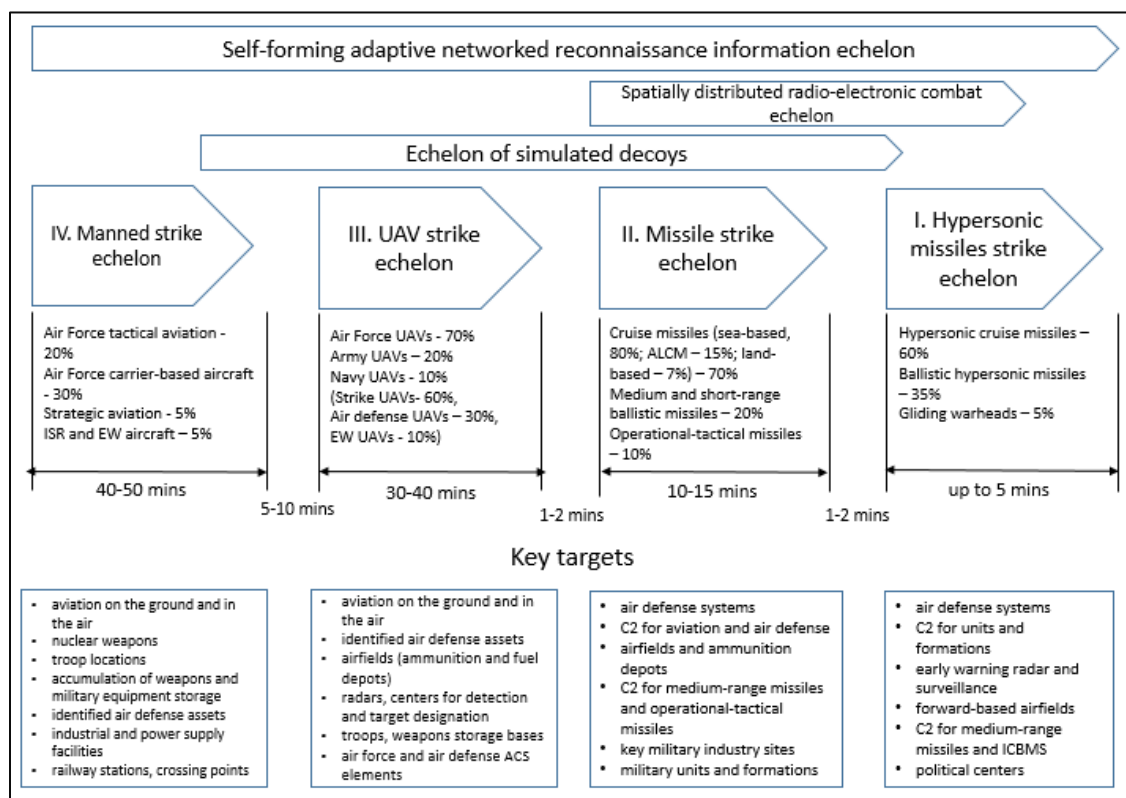 Self-forming adaptive networked reconnaissance information echelon
Spatially distributed radio-electronic combat
echelon
Echelon of simulated decoys
IV. Manned strike
echelon
III. UAV strike
echelon
II. Missile strike
echelon
I. Hypersonic
missiles strike
echelon
Air Force tactical aviation -
20%
Air Force carrier-based aircraft
- 30%
Strategic aviation - 5%
ISR and EW aircraft – 5%
Air Force UAVs - 70%
Army UAVs – 20%
Navy UAVs - 10%
(Strike UAVs- 60%,
Air defense UAVs – 30%,
EW UAVs - 10%)
Cruise missiles (sea-based,
80%; ALCM – 15%; land-
based – 7%) – 70%
Medium and short-range
ballistic missiles – 20%
Operational-tactical missiles
– 10%
Hypersonic cruise missiles –
60%
Ballistic hypersonic missiles
– 35%
Gliding warheads – 5%
40-50 mins
5-10 mins
30-40 mins
1-2 mins
10-15 mins
1-2 mins
up to 5 mins
Key targets
▪ aviation on the ground and in
the air
▪ nuclear weapons
▪ troop locations
▪ accumulation of weapons and
military equipment storage
▪ identified air defense assets
▪ industrial and power supply
facilities
▪ railway stations, crossing points
▪ aviation on the ground and in
the air
▪ identified air defense assets
▪ airfields (ammunition and fuel
depots)
▪ radars, centers for detection
and target designation
▪ troops, weapons storage bases
▪ air force and air defense ACS
elements
• air defense systems
• C2 for aviation and air defense
• airfields and ammunition
depots
• C2 for medium-range missiles
and operational-tactical
missiles
• key military industry sites
• military units and formations
• air defense systems
• C2 for units and
formations
• early warning radar and
surveillance
• forward-based airfields
• C2 for medium-range
missiles and ICBMS
• political centers